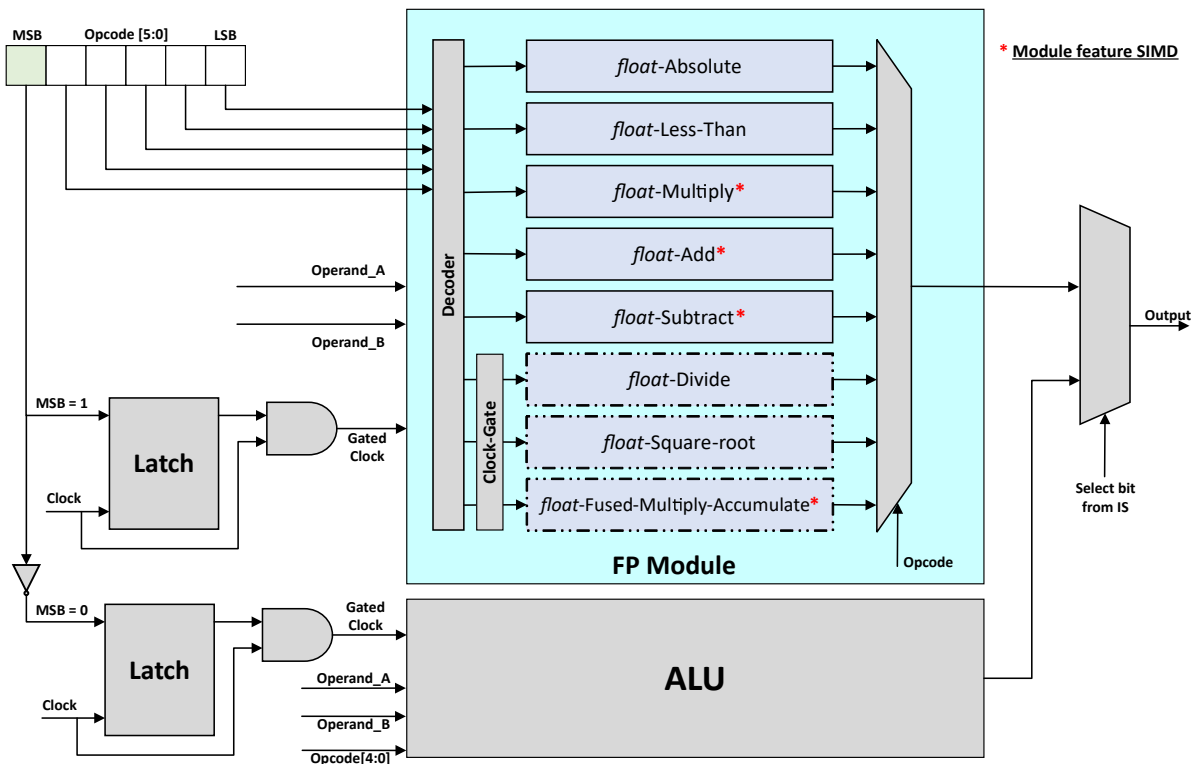 MSB Opcode [5:0] LSB
* Module feature SIMD
float-Absolute
float-Less-Than
float-Multiply*
float-Add*
float-Subtract*
float-Divide
float-Square-root
float-Fused-Multiply-Accumulate*
Decoder
Clock-Gate
Operand_A
Operand_B
MSB = 1
Latch
Gated
Clock
Clock
FP Module
Opcode
Output
Select bit
from IS
MSB = 0
Latch
Gated
Clock
Clock
Operand_A
Operand_B
Opcode[4:0]
ALU